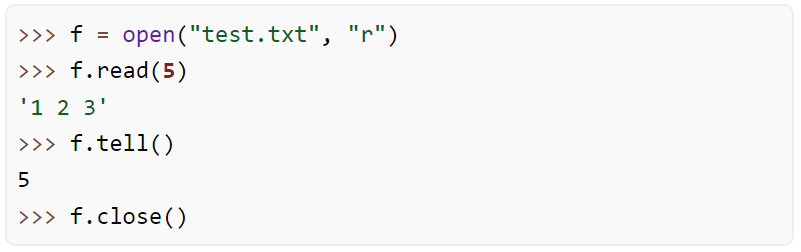 >>> f = open("test.txt", "r")
>>> f.read(5)
'1 2 3'
>>> f.tell()
5
>>> f.close()